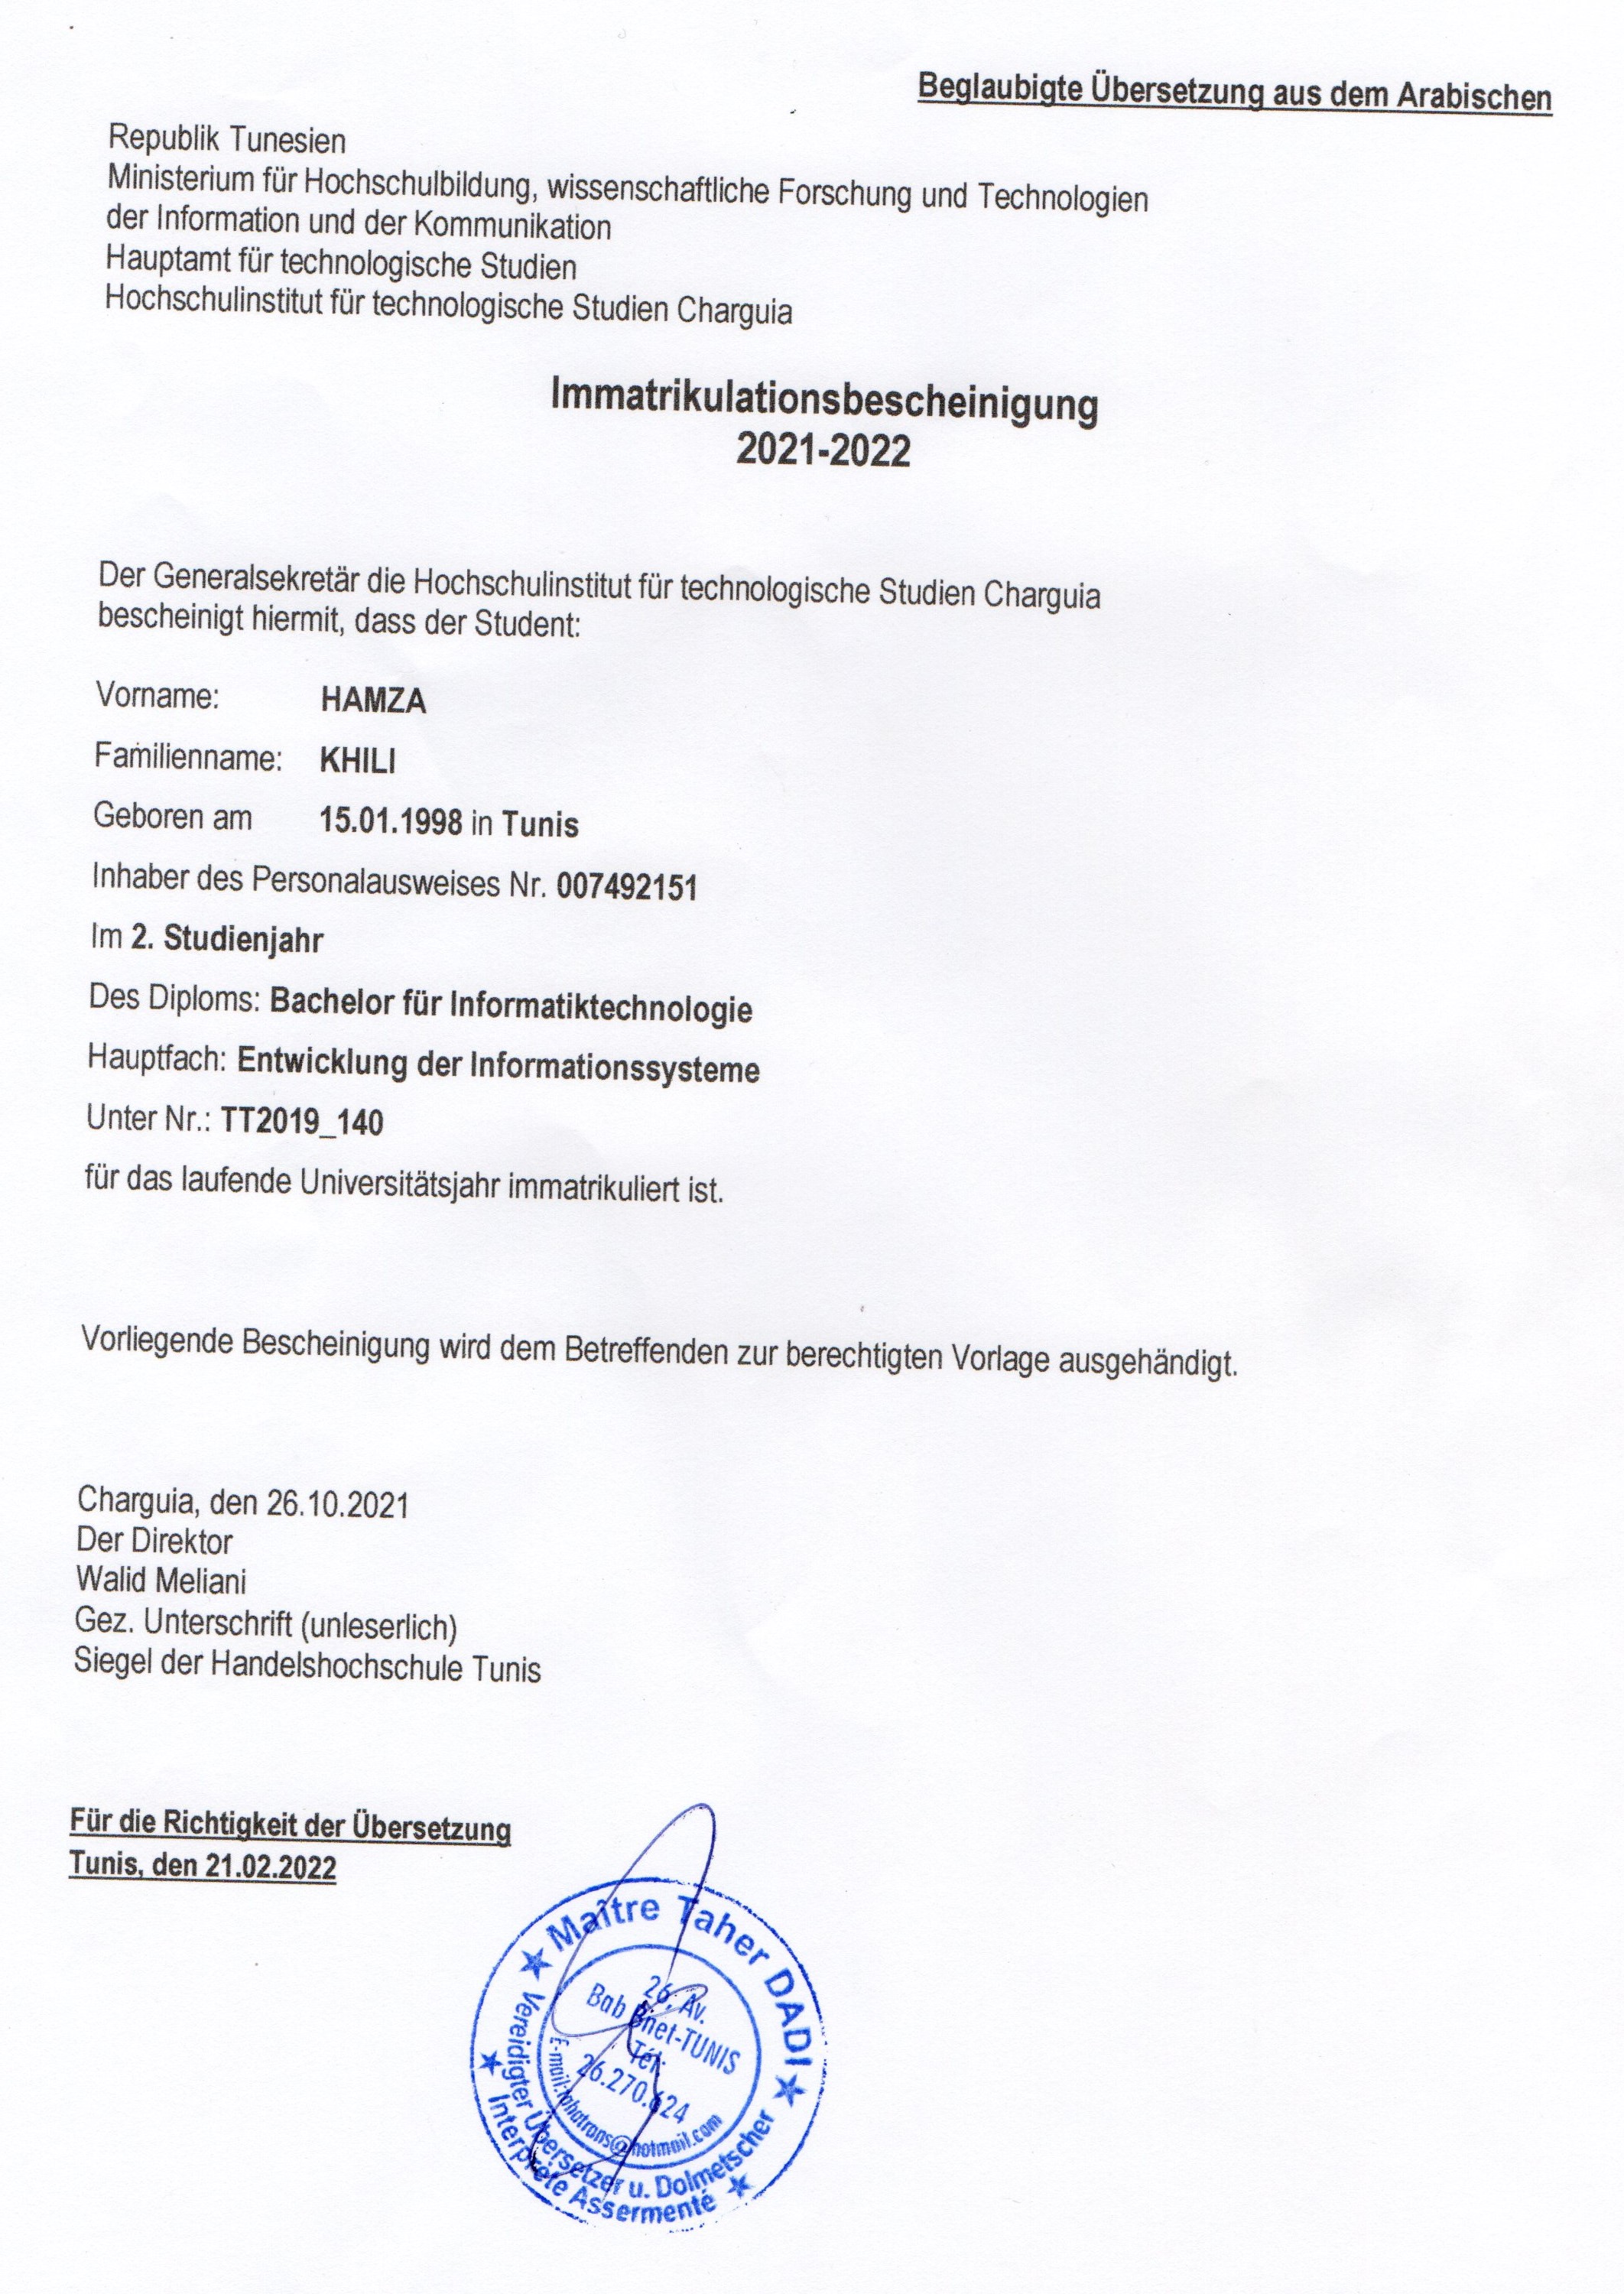 Beglaubigte Übersetzung aus dem Arabischen
Republik Tunesien
Ministerium für Hochschulbildung, wissenschaftliche Forschung und Technologien
der Information und der Kommunikation
Hauptamt für technologische Studien
Hochschulinstitut für technologische Studien Charguia
Immatrikulationsbescheinigung
2021-2022
Der Generalsekretär die Hochschulinstitut für technologische Studien Charguia
bescheinigt hiermit, dass der Student:
Vorname: HAMZA
Familienname: KHILI
Geboren am 15.01.1998 in Tunis
Inhaber des Personalausweises Nr. 007492151
Im 2. Studienjahr
Des Diploms: Bachelor für Informatiktechnologie
Hauptfach: Entwicklung der Informationssysteme
Unter Nr.: TT2019_140
für das laufende Universitätsjahr immatrikuliert ist.
Vorliegende Bescheinigung wird dem Betreffenden zur berechtigten Vorlage ausgehändigt.
Charguia, den 26.10.2021
Der Direktor
Walid Meliani
Gez. Unterschrift (unleserlich)
Siegel der Handelshochschule Tunis
Für die Richtigkeit der Übersetzung
Tunis, den 21.02.2022
Maître Taher DADI
Vereidigter Übersetzer u. Dolmetscher
Interprète Assermenté
26, Av.
Bab Bnet-TUNIS
Tél:
26.270.624
E-mail:tahatrans@hotmail.com